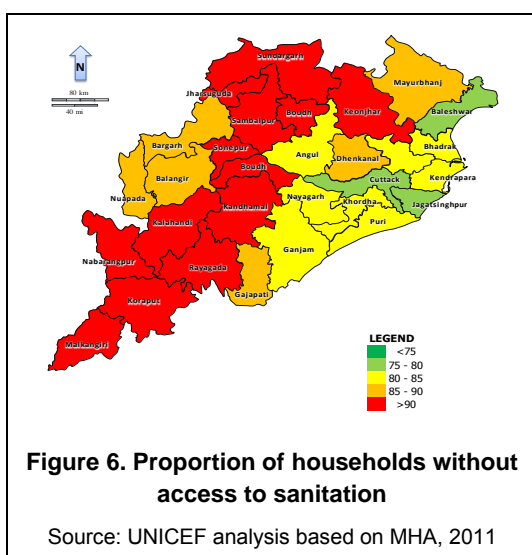 N
80 km
40 mi
Sundargarh
Jharsuguda
Mayurbhanj
Baleshwar
Sambalpur
Boudh
Keonjhar
Bargarh
Sonepur
Angul
Dhenkanal
Bhadrak
Balangir
Boudh
Cuttack
Kendrapara
Nuapada
Kandhamal
Nayagarh
Khordha
Jagatsinghpur
Kalahandi
Puri
Ganjam
Nabarangpur
Rayagada
Gajapati
Koraput
Malkangiri
LEGEND
<75
75 - 80
80 - 85
85 - 90
>90
Figure 6. Proportion of households without
access to sanitation
Source: UNICEF analysis based on MHA, 2011